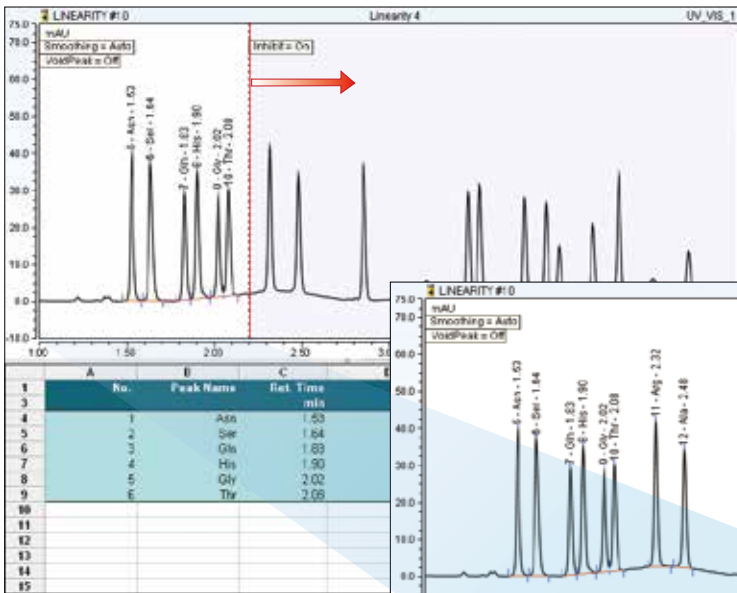 LINEARITY #10 Linearity 4 UV_VIS_1
75.0
mAU
Smoothing = Auto
VoidPeak = Off
Inhibit = On
60.0
50.0
40.0
30.0
20.0
10.0
0.0
-10.0
5 - Asn - 1.53
6 - Ser - 1.64
7 - Gln - 1.83
8 - His - 1.90
9 - Gly - 2.02
10 - Thr - 2.08
1.00 1.50 2.00 2.50
A B C
1 No. Peak Name Ret. Time
3 min
4 1 Asn 1.53
5 2 Ser 1.64
6 3 Gln 1.83
7 4 His 1.90
8 5 Gly 2.02
9 6 Thr 2.08
10
11
12
13
14
15
LINEARITY #10
75.0
mAU
Smoothing = Auto
VoidPeak = Off
60.0
50.0
40.0
30.0
20.0
10.0
0.0
5 - Asn - 1.53
6 - Ser - 1.64
7 - Gln - 1.83
8 - His - 1.90
9 - Gly - 2.02
10 - Thr - 2.08
11 - Arg - 2.32
12 - Ala - 2.48